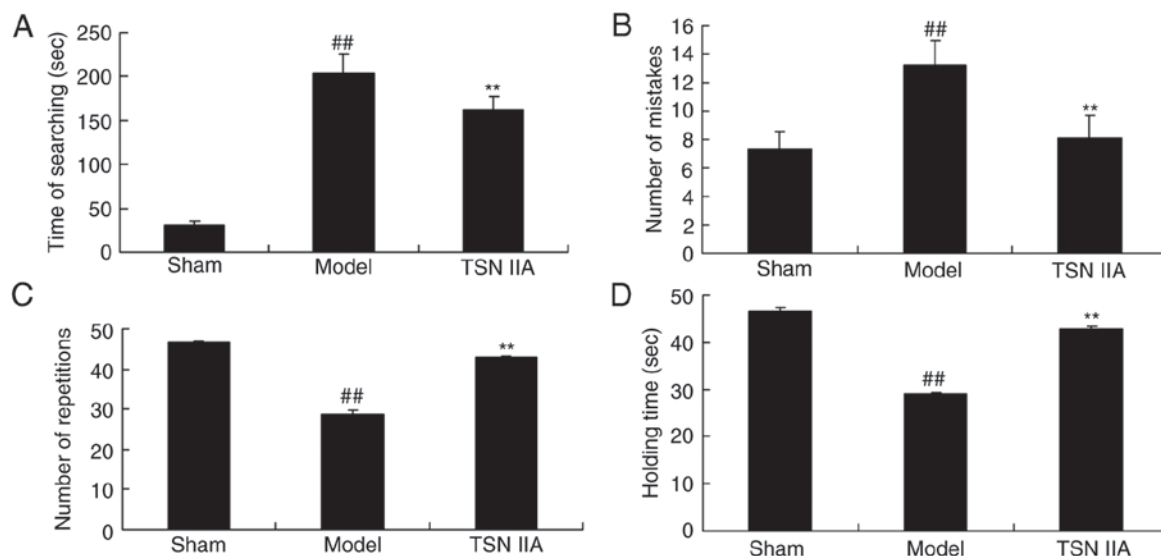 A
Time of searching (sec)
250
200
150
100
50
0
##
**
Sham Model TSN IIA
B
Number of mistakes
16
14
12
10
8
6
4
2
0
##
**
Sham Model TSN IIA
C
Number of repetitions
50
40
30
20
10
0
##
**
Sham Model TSN IIA
D
Holding time (sec)
50
40
30
20
10
0
##
**
Sham Model TSN IIA